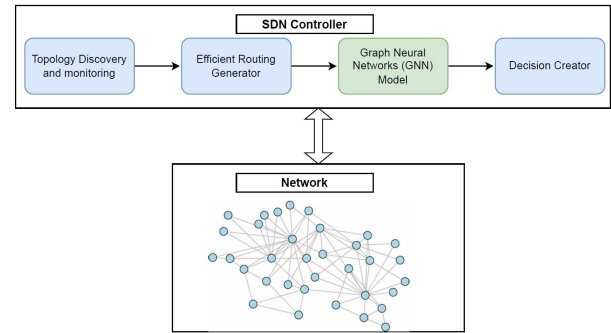 SDN Controller
Topology Discovery
and monitoring
Efficient Routing
Generator
Graph Neural
Networks (GNN)
Model
Decision Creator
Network